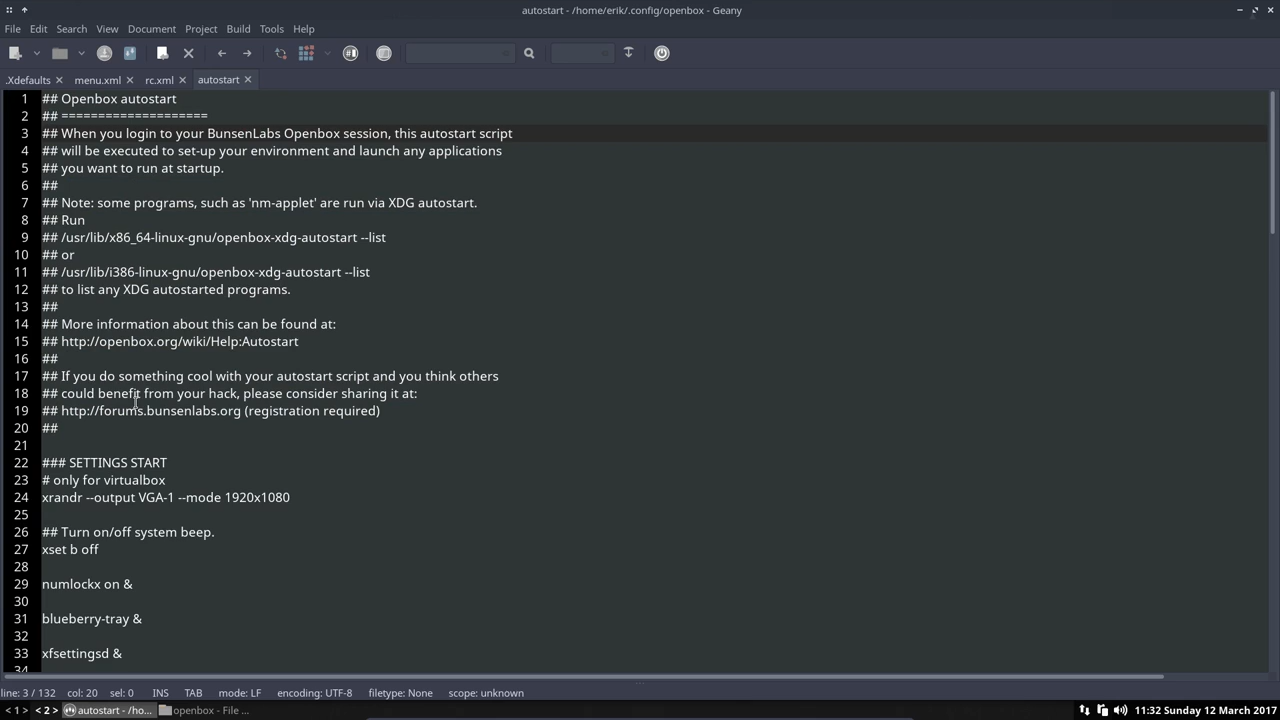 autostart - /home/erik/.config/openbox - Geany
File Edit Search View Document Project Build Tools Help
.Xdefaults menu.xml rc.xml autostart
1 ## Openbox autostart
2 ## ====================
3 ## When you login to your BunsenLabs Openbox session, this autostart script
4 ## will be executed to set-up your environment and launch any applications
5 ## you want to run at startup.
6 ##
7 ## Note: some programs, such as 'nm-applet' are run via XDG autostart.
8 ## Run
9 ## /usr/lib/x86_64-linux-gnu/openbox-xdg-autostart --list
10 ## or
11 ## /usr/lib/i386-linux-gnu/openbox-xdg-autostart --list
12 ## to list any XDG autostarted programs.
13 ##
14 ## More information about this can be found at:
15 ## http://openbox.org/wiki/Help:Autostart
16 ##
17 ## If you do something cool with your autostart script and you think others
18 ## could benefit from your hack, please consider sharing it at:
19 ## http://forums.bunsenlabs.org (registration required)
20 ##
21
22 ### SETTINGS START
23 # only for virtualbox
24 xrandr --output VGA-1 --mode 1920x1080
25
26 ## Turn on/off system beep.
27 xset b off
28
29 numlockx on &
30
31 blueberry-tray &
32
33 xfsettingsd &
34
line: 3 / 132 col: 20 sel: 0 INS TAB mode: LF encoding: UTF-8 filetype: None scope: unknown
< 1 > < 2 > autostart - /ho... openbox - File ... 11:32 Sunday 12 March 2017